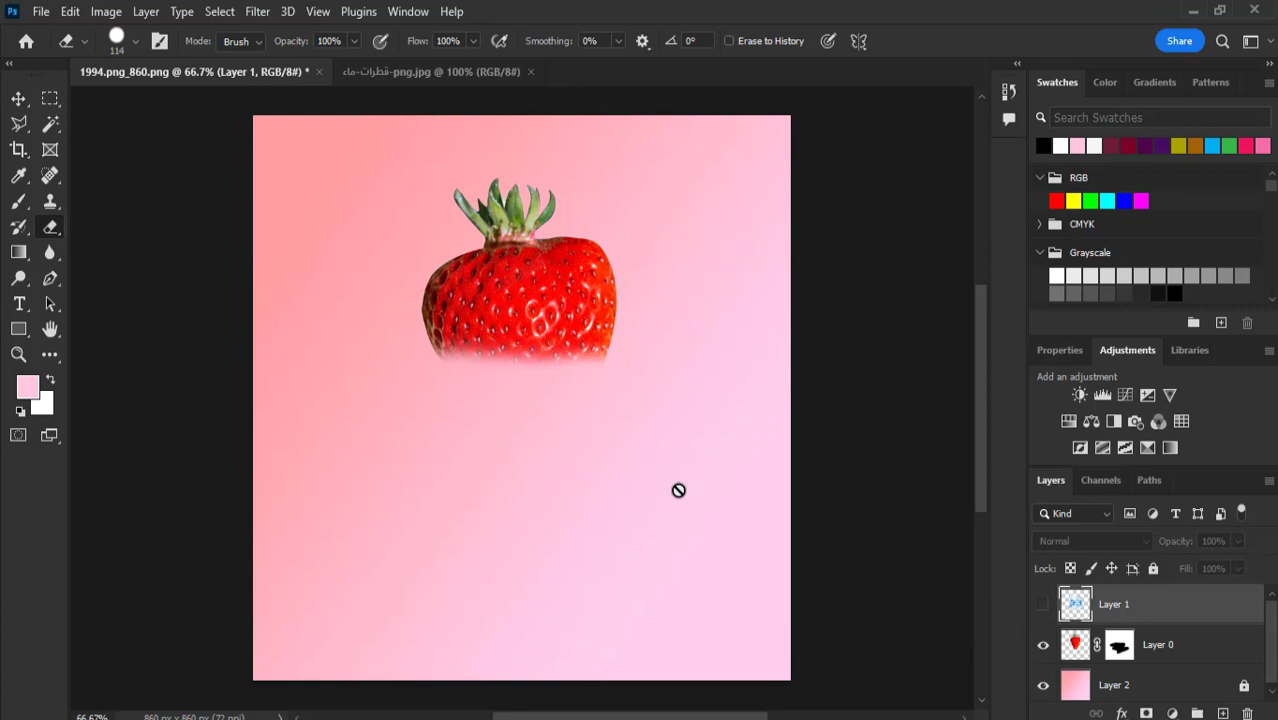 Ps File Edit Image Layer Type Select Filter 3D View Plugins Window Help
114 Mode: Brush Opacity: 100% Flow: 100% Smoothing: 0% 0° Erase to History Share
1994.png_860.png @ 66.7% (Layer 1, RGB/8#) * × قطرات-ماء-png.jpg @ 100% (RGB/8#) ×
Swatches Color Gradients Patterns
Search Swatches
RGB
CMYK
Grayscale
Properties Adjustments Libraries
Add an adjustment
Layers Channels Paths
Kind
Normal Opacity: 100%
Lock: Fill: 100%
Layer 1
Layer 0
Layer 2
fx
66.67% 860 px x 860 px (72 ppi)